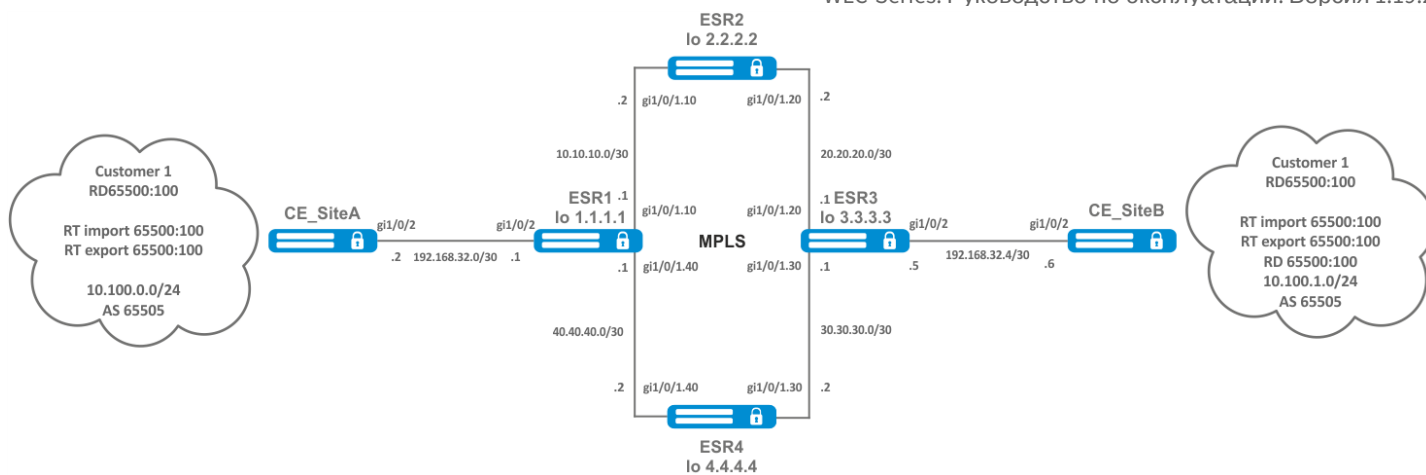 WLC Series. Руководство по эксплуатации. Версия
ESR2
lo 2.2.2.2
.2 gi1/0/1.10 gi1/0/1.20 .2
10.10.10.0/30 20.20.20.0/30
Customer 1
RD65500:100
RT import 65500:100
RT export 65500:100
10.100.0.0/24
AS 65505
CE_SiteA
gi1/0/2
.2 192.168.32.0/30 .1
gi1/0/2
ESR1
lo 1.1.1.1
.1 gi1/0/1.10
.1 gi1/0/1.40
MPLS
gi1/0/1.20 .1
gi1/0/1.30 .1
ESR3
lo 3.3.3.3
gi1/0/2
.5 192.168.32.4/30 .6
gi1/0/2
CE_SiteB
Customer 1
RD65500:100
RT import 65500:100
RT export 65500:100
RD 65500:100
10.100.1.0/24
AS 65505
40.40.40.0/30 30.30.30.0/30
.2 gi1/0/1.40 gi1/0/1.30 .2
ESR4
lo 4.4.4.4